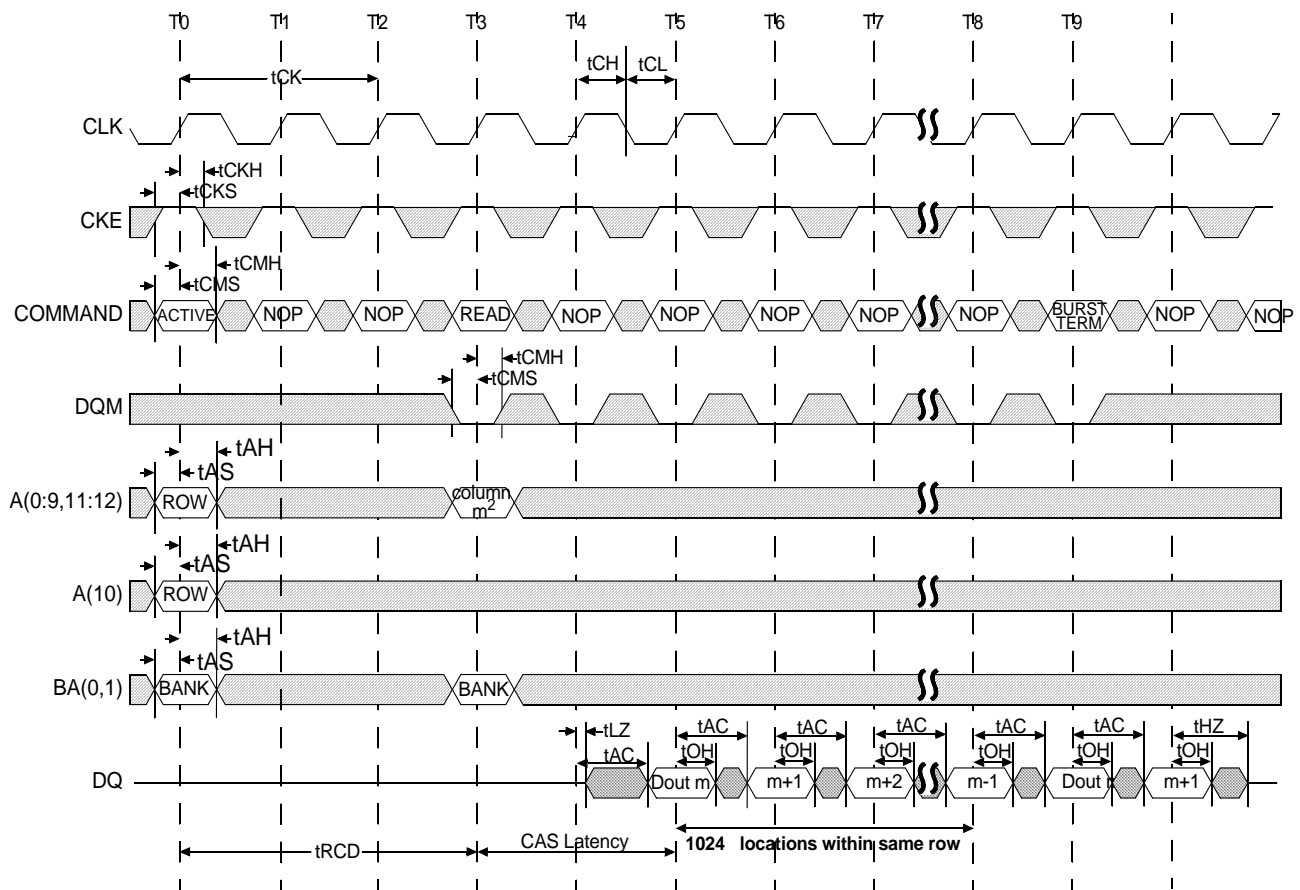 T0 T1 T2 T3 T4 T5 T6 T7 T8 T9
tCK tCH tCL
CLK
tCKH
tCKS
CKE
tCMH
tCMS
COMMAND ACTIVE NOP NOP READ NOP NOP NOP NOP NOP BURST TERM NOP NOP
tCMH
tCMS
DQM
tAH
tAS
A(0:9,11:12) ROW column m2
tAH
tAS
A(10) ROW
tAH
tAS
BA(0,1) BANK BANK
tLZ tAC tAC tAC tAC tAC tHZ
tAC tOH tOH tOH tOH tOH tOH
DQ Dout m m+1 m+2 m-1 Dout m+1
tRCD CAS Latency 1024 locations within same row